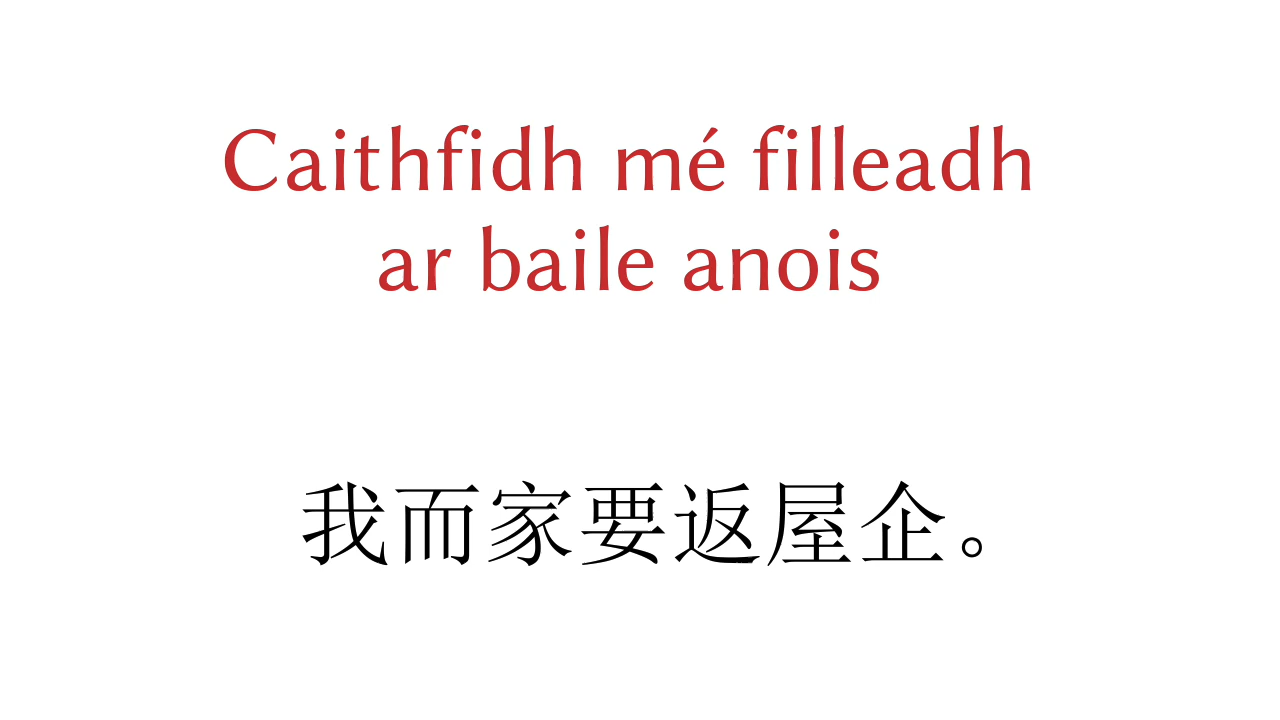 Caithfidh mé filleadh
ar baile anois
我而家要返屋企。